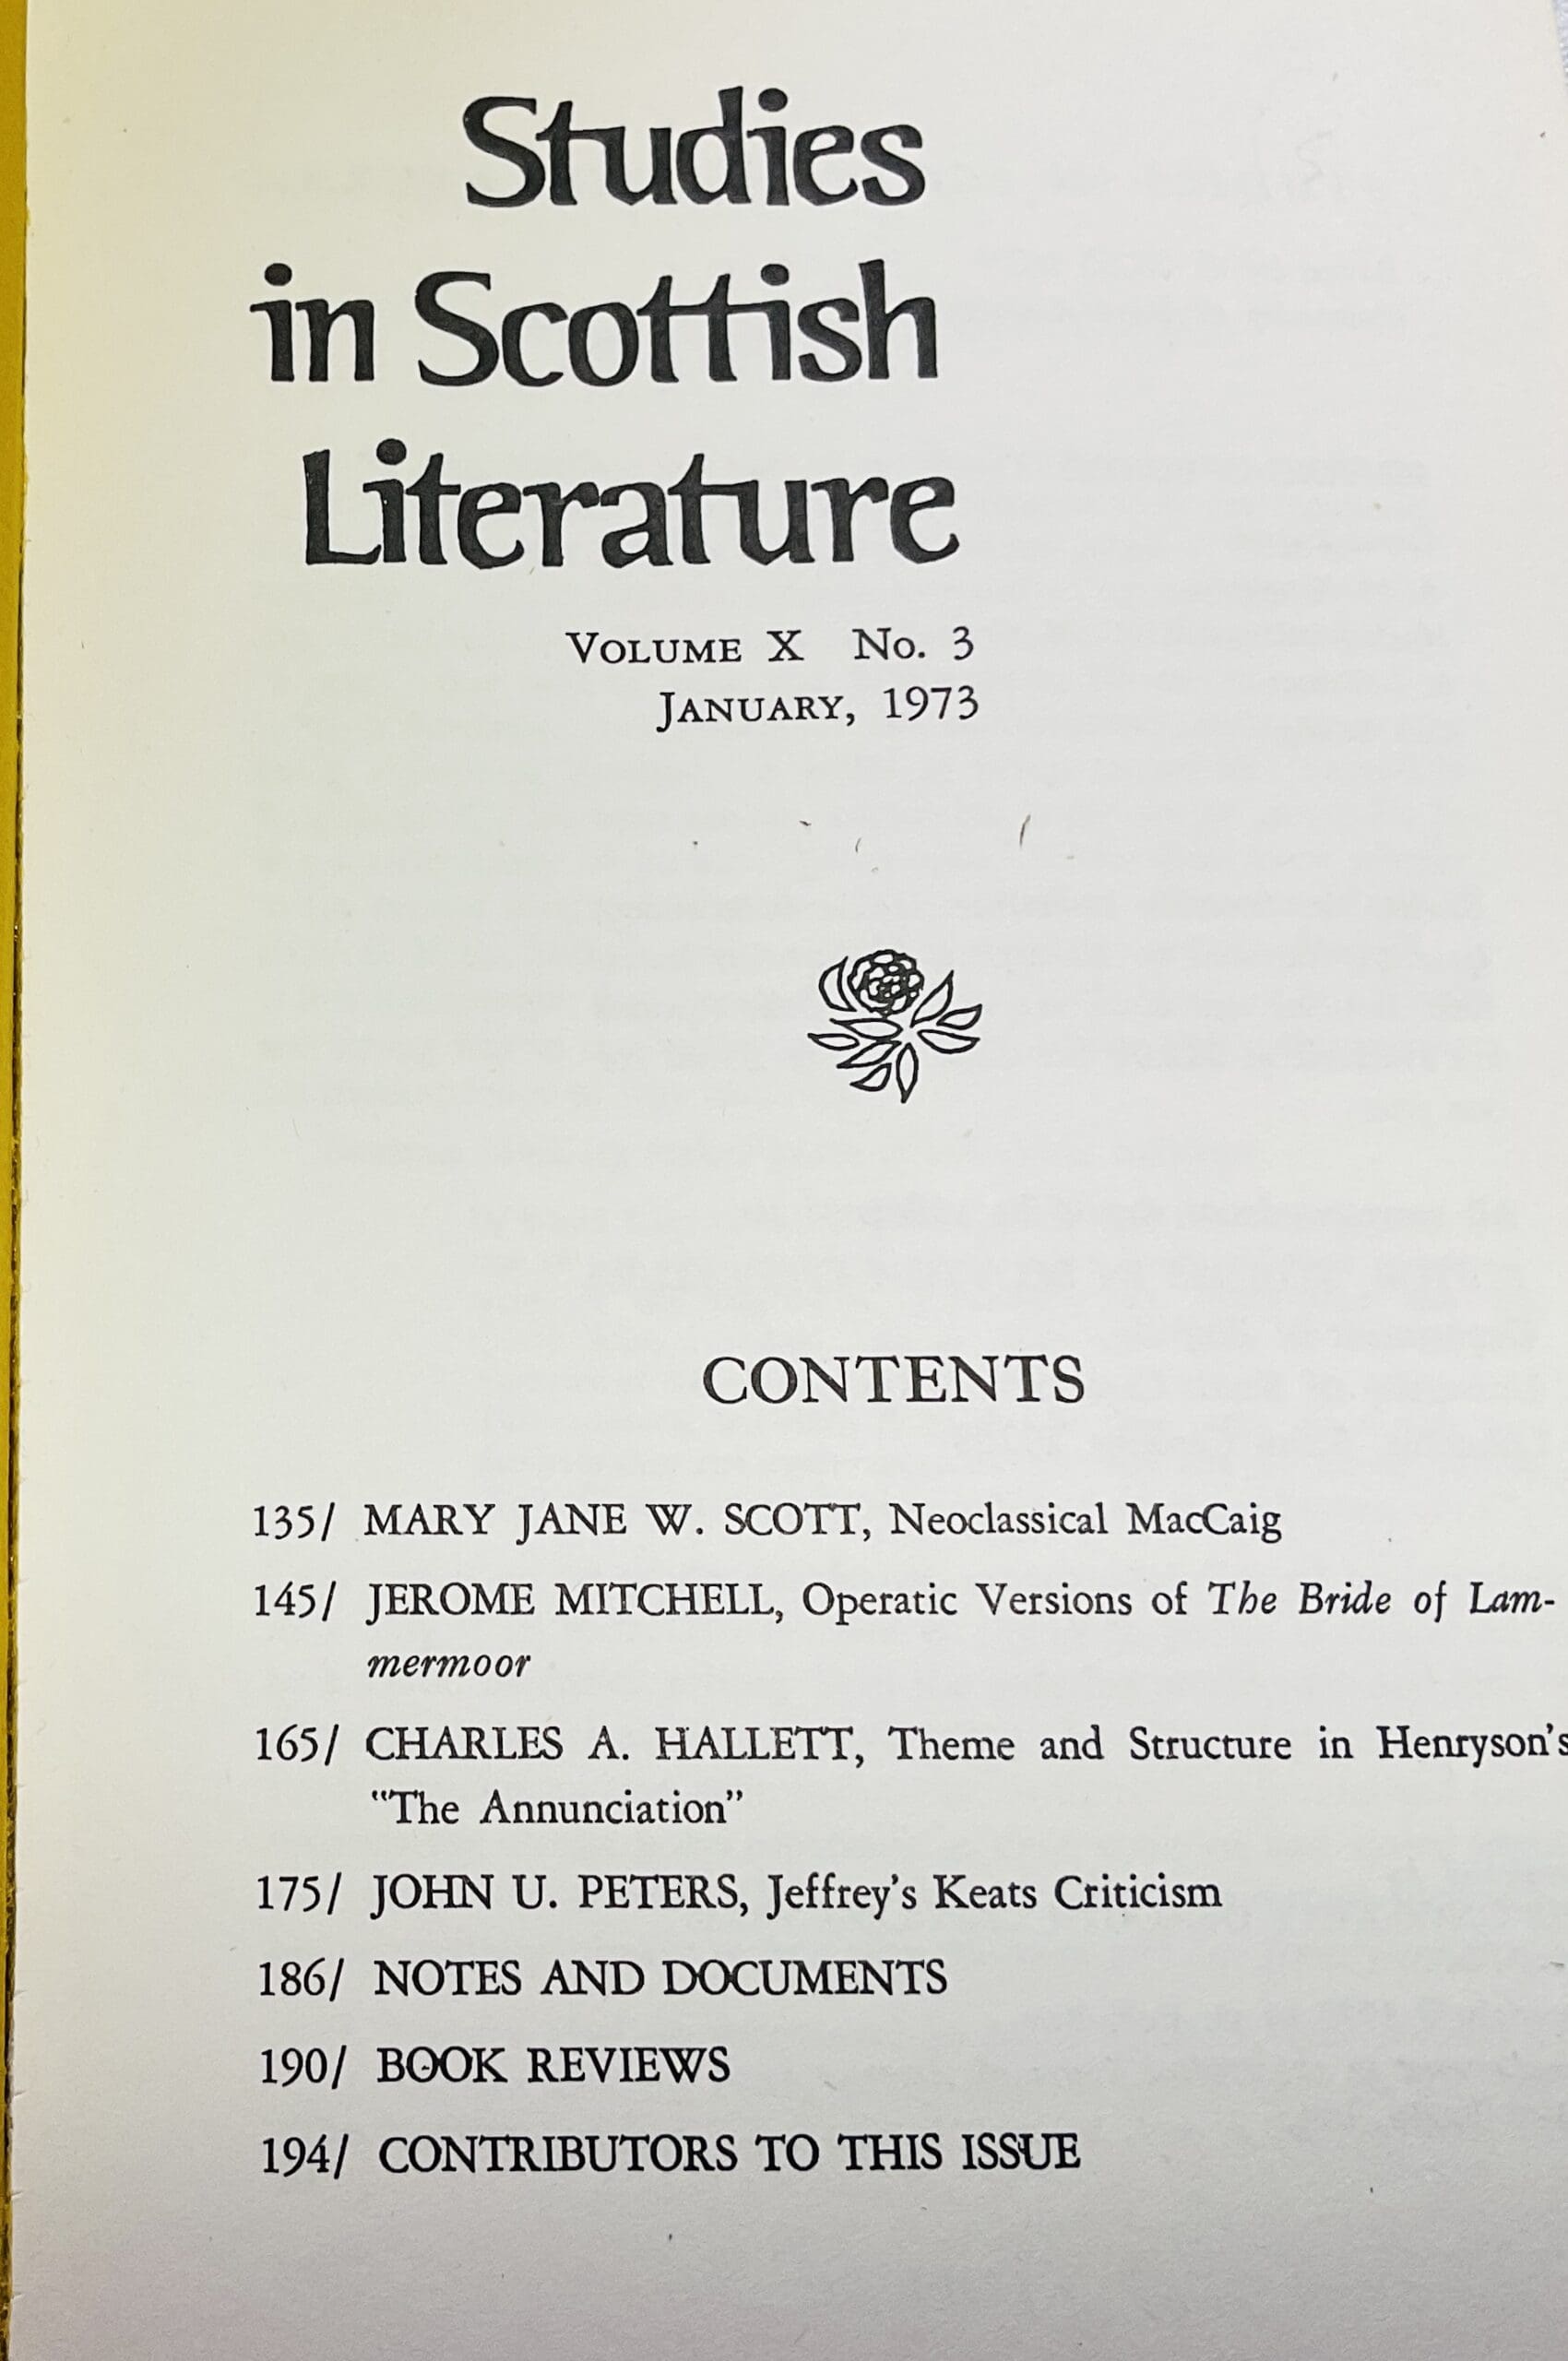 Studies
in Scottish
Literature
VOLUME X No. 3
JANUARY, 1973
CONTENTS
135/ MARY JANE W. SCOTT, Neoclassical MacCaig
145/ JEROME MITCHELL, Operatic Versions of The Bride of Lam-
mermoor
165/ CHARLES A. HALLETT, Theme and Structure in Henryson's
"The Annunciation"
175/ JOHN U. PETERS, Jeffrey's Keats Criticism
186/ NOTES AND DOCUMENTS
190/ BOOK REVIEWS
194/ CONTRIBUTORS TO THIS ISSUE